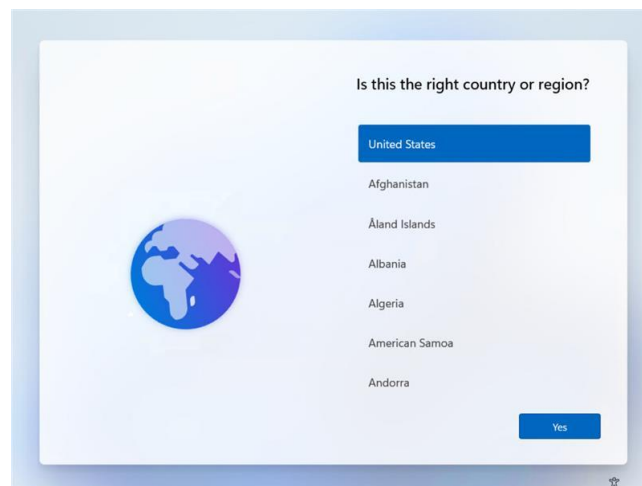 Is this the right country or region?
United States
Afghanistan
Åland Islands
Albania
Algeria
American Samoa
Andorra
Yes